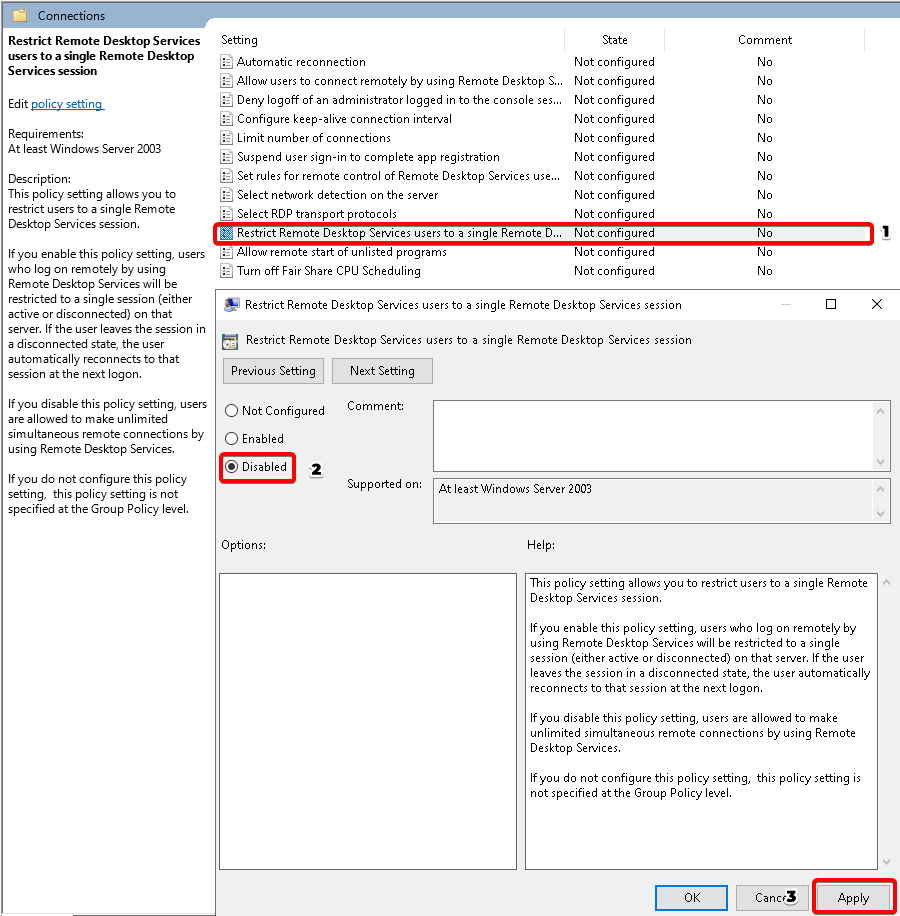 Connections
Restrict Remote Desktop Services
users to a single Remote Desktop
Services session
Edit policy setting
Requirements:
At least Windows Server 2003
Description:
This policy setting allows you to
restrict users to a single Remote
Desktop Services session.
If you enable this policy setting, users
who log on remotely by using
Remote Desktop Services will be
restricted to a single session (either
active or disconnected) on that
server. If the user leaves the session in
a disconnected state, the user
automatically reconnects to that
session at the next logon.
If you disable this policy setting, users
are allowed to make unlimited
simultaneous remote connections by
using Remote Desktop Services.
If you do not configure this policy
setting,  this policy setting is not
specified at the Group Policy level.
Setting State Comment
Automatic reconnection Not configured No
Allow users to connect remotely by using Remote Desktop S... Not configured No
Deny logoff of an administrator logged in to the console ses... Not configured No
Configure keep-alive connection interval Not configured No
Limit number of connections Not configured No
Suspend user sign-in to complete app registration Not configured No
Set rules for remote control of Remote Desktop Services use... Not configured No
Select network detection on the server Not configured No
Select RDP transport protocols Not configured No
Restrict Remote Desktop Services users to a single Remote D... Not configured No 1
Allow remote start of unlisted programs Not configured No
Turn off Fair Share CPU Scheduling Not configured No
Restrict Remote Desktop Services users to a single Remote Desktop Services session
Restrict Remote Desktop Services users to a single Remote Desktop Services session
Previous Setting Next Setting
Not Configured Comment:
Enabled
Disabled 2
Supported on: At least Windows Server 2003
Options: Help:
This policy setting allows you to restrict users to a single Remote
Desktop Services session.
If you enable this policy setting, users who log on remotely by
using Remote Desktop Services will be restricted to a single
session (either active or disconnected) on that server. If the user
leaves the session in a disconnected state, the user automatically
reconnects to that session at the next logon.
If you disable this policy setting, users are allowed to make
unlimited simultaneous remote connections by using Remote
Desktop Services.
If you do not configure this policy setting,  this policy setting is
not specified at the Group Policy level.
OK Canc 3 Apply